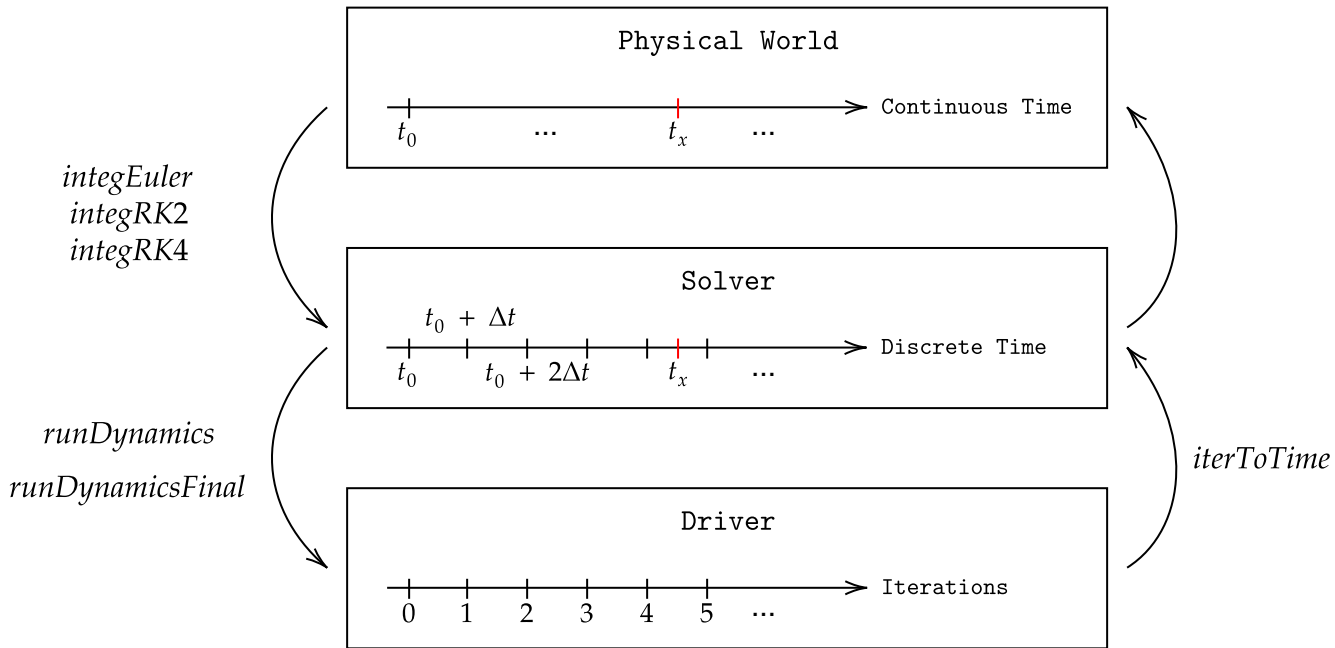 Physical World
Continuous Time
t₀ ... tₓ ...
integEuler
integRK2
integRK4
Solver
t₀ + Δt
Discrete Time
t₀ t₀ + 2Δt tₓ ...
runDynamics
runDynamicsFinal
iterToTime
Driver
Iterations
0 1 2 3 4 5 ...